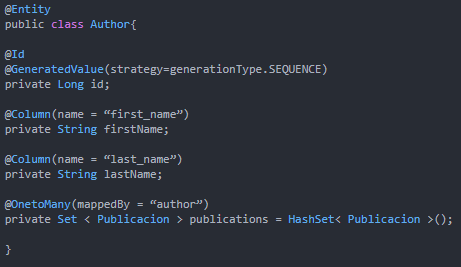 @Entity
public class Author{
@Id
@GeneratedValue(strategy=generationType.SEQUENCE)
private Long id;
@Column(name = “first_name”)
private String firstName;
@Column(name = “last_name”)
private String lastName;
@OnetoMany(mappedBy = “author”)
private Set < Publicacion > publications = HashSet< Publicacion >();
}